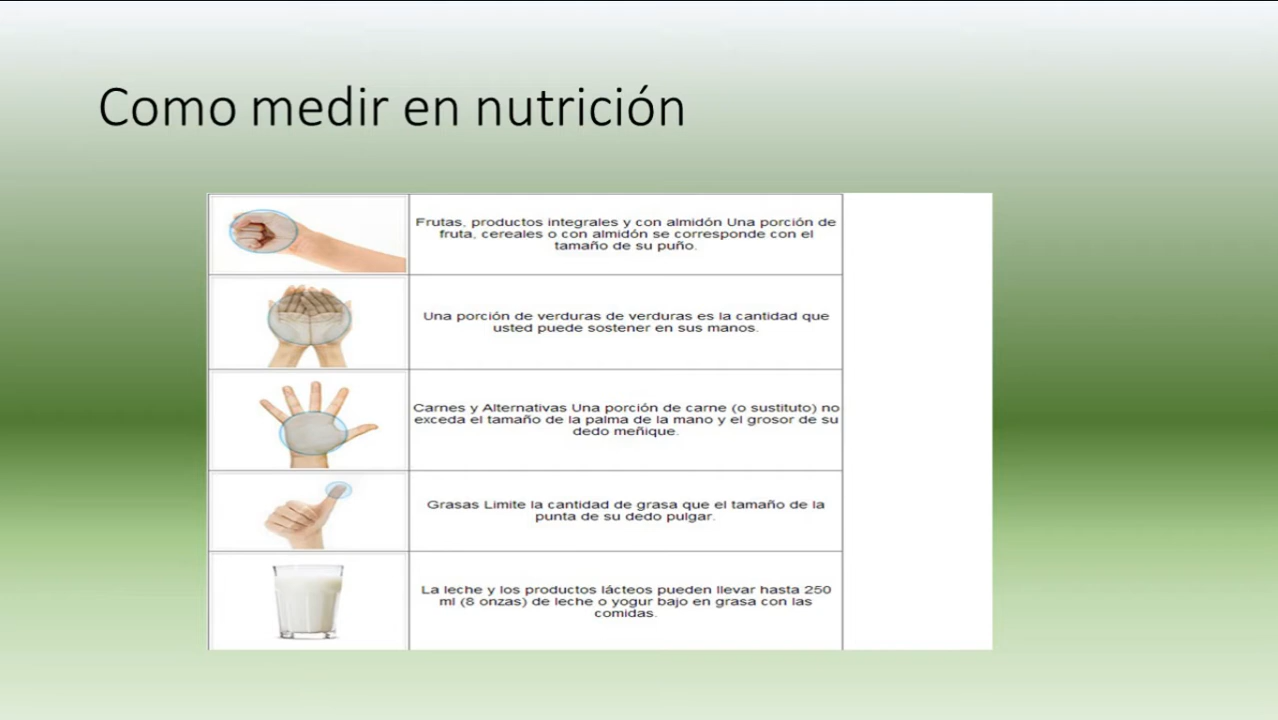 Como medir en nutrición
Frutas, productos integrales y con almidón Una porción de
fruta, cereales o con almidón se corresponde con el
tamaño de su puño.
Una porción de verduras de verduras es la cantidad que
usted puede sostener en sus manos.
Carnes y Alternativas Una porción de carne (o sustituto) no
exceda el tamaño de la palma de la mano y el grosor de su
dedo meñique.
Grasas Limite la cantidad de grasa que el tamaño de la
punta de su dedo pulgar.
La leche y los productos lácteos pueden llevar hasta 250
ml (8 onzas) de leche o yogur bajo en grasa con las
comidas.